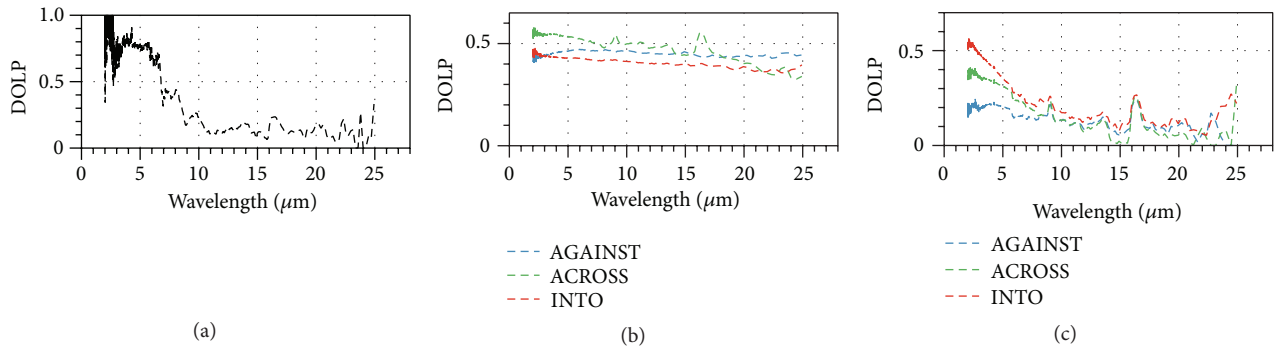 1.0
0.5
0
DOLP
0 5 10 15 20 25
Wavelength (μm)
(a)
0.5
0
DOLP
0 5 10 15 20 25
Wavelength (μm)
AGAINST
ACROSS
INTO
(b)
0.5
0
DOLP
0 5 10 15 20 25
Wavelength (μm)
AGAINST
ACROSS
INTO
(c)